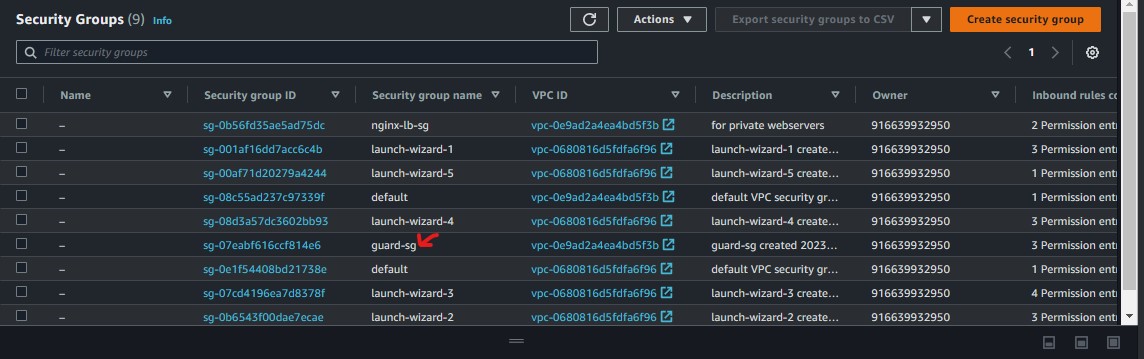 Security Groups (9) Info
Actions
Export security groups to CSV
Create security group
Filter security groups
1
Name Security group ID Security group name VPC ID Description Owner Inbound rules co
– sg-0b56fd35ae5ad75dc nginx-lb-sg vpc-0e9ad2a4ea4bd5f3b for private webservers 916639932950 2 Permission entr
– sg-001af16dd7acc6c4b launch-wizard-1 vpc-0680816d5fdfa6f96 launch-wizard-1 create... 916639932950 3 Permission entr
– sg-00af71d20279a4244 launch-wizard-5 vpc-0680816d5fdfa6f96 launch-wizard-5 create... 916639932950 1 Permission entr
– sg-08c55ad237c97339f default vpc-0e9ad2a4ea4bd5f3b default VPC security gr... 916639932950 1 Permission entr
– sg-08d3a57dc3602bb93 launch-wizard-4 vpc-0680816d5fdfa6f96 launch-wizard-4 create... 916639932950 3 Permission entr
– sg-07eabf616ccf814e6 guard-sg vpc-0e9ad2a4ea4bd5f3b guard-sg created 2023... 916639932950 3 Permission entr
– sg-0e1f54408bd21738e default vpc-0680816d5fdfa6f96 default VPC security gr... 916639932950 1 Permission entr
– sg-07cd4196ea7d8378f launch-wizard-3 vpc-0680816d5fdfa6f96 launch-wizard-3 create... 916639932950 4 Permission entr
– sg-0b6543f00dae7ecae launch-wizard-2 vpc-0680816d5fdfa6f96 launch-wizard-2 create... 916639932950 3 Permission entr